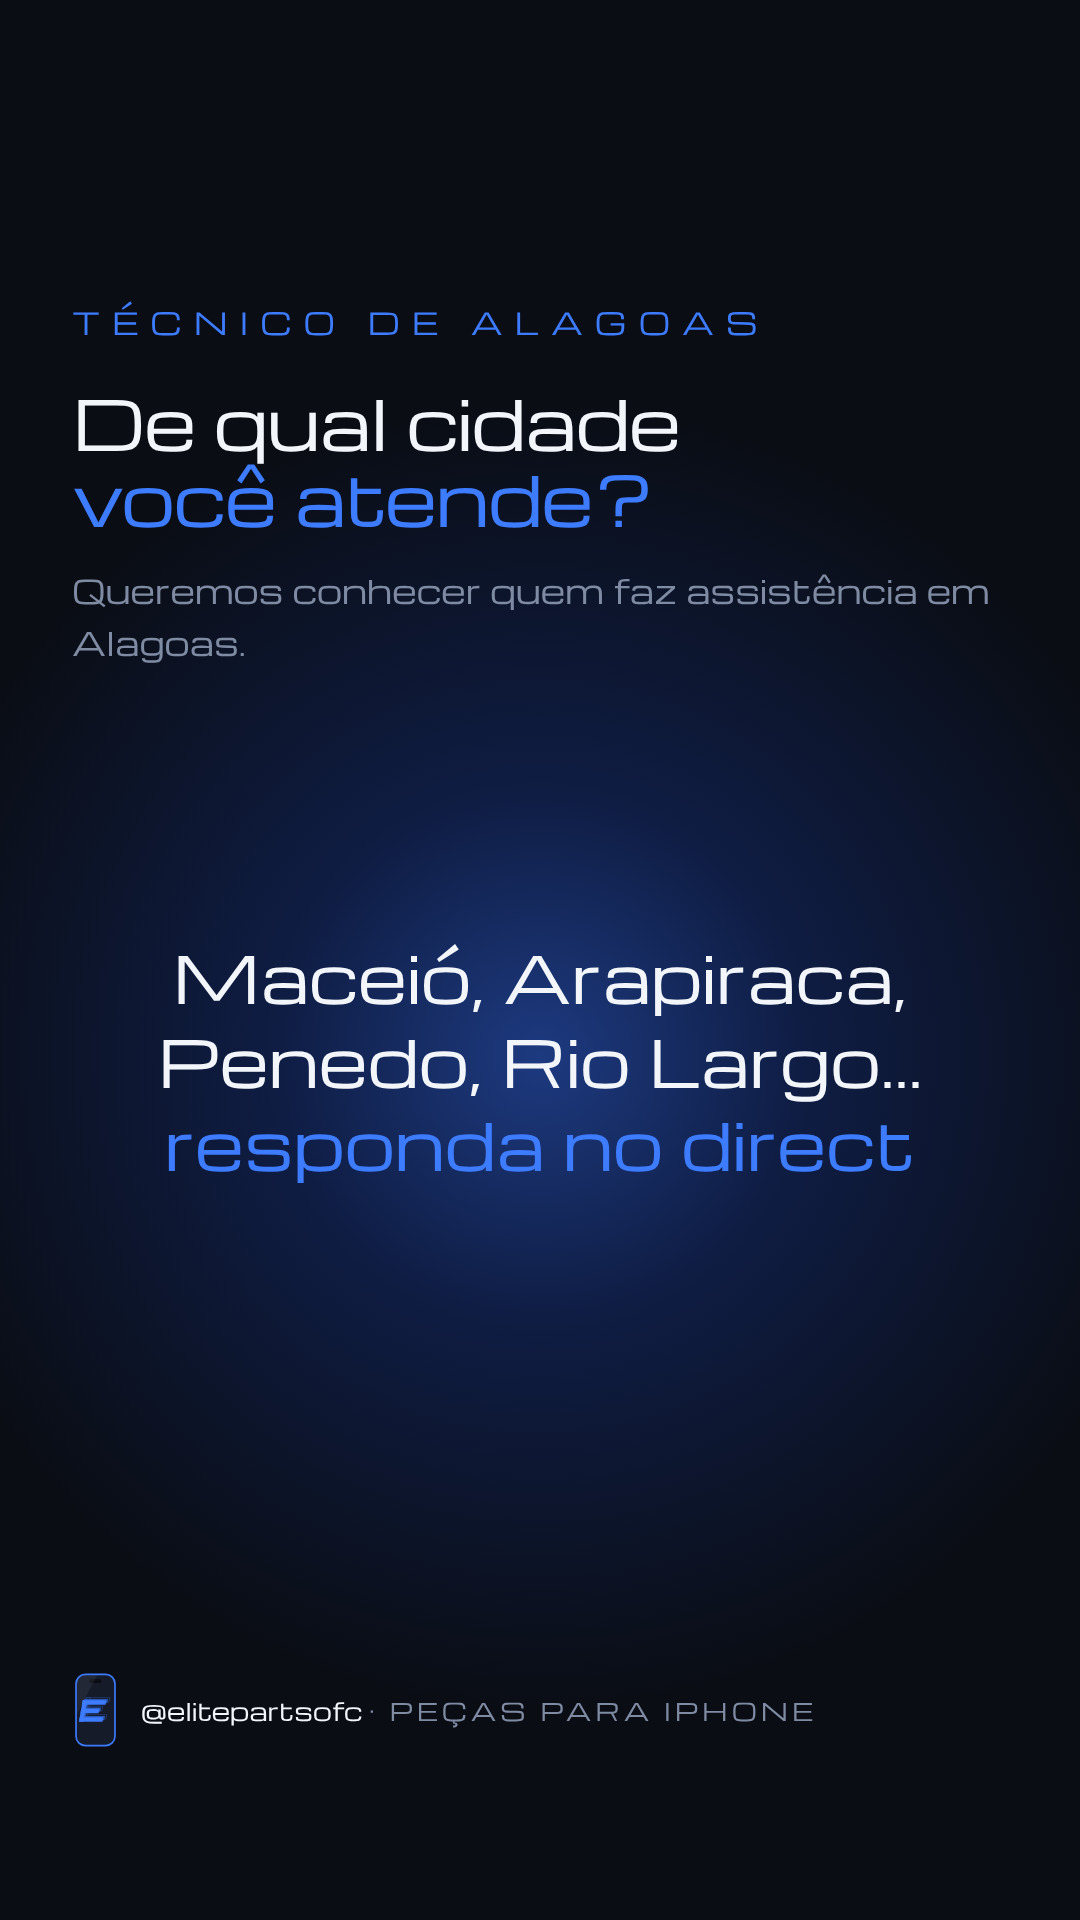 TÉCNICO DE ALAGOAS
De qual cidade
você atende?
Queremos conhecer quem faz assistência em
Alagoas.
Maceió, Arapiraca,
Penedo, Rio Largo...
responda no direct
E
@elitepartsofc · PEÇAS PARA IPHONE